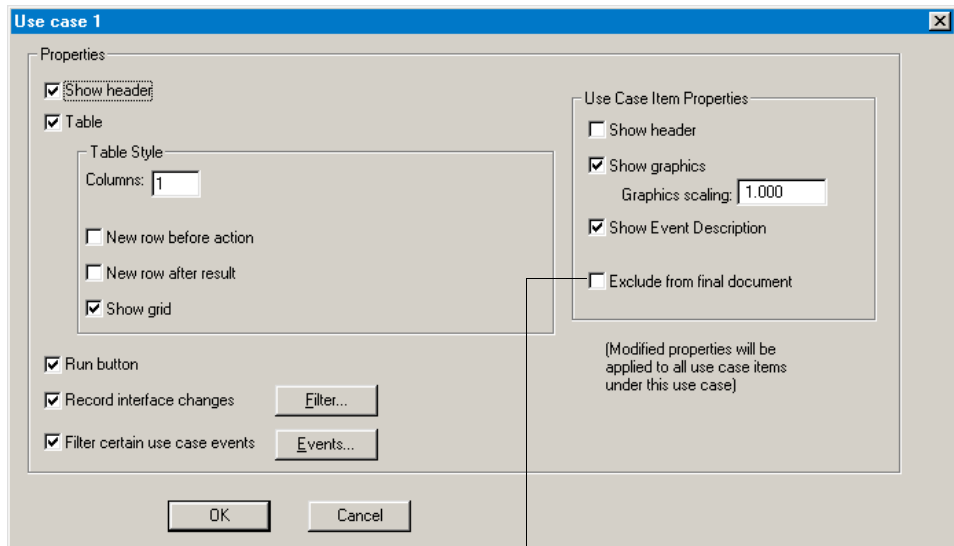 Use case 1
Properties
Show header
Table
Table Style
Columns: 1
New row before action
New row after result
Show grid
Run button
Record interface changes
Filter...
Filter certain use case events
Events...
Use Case Item Properties
Show header
Show graphics
Graphics scaling: 1.000
Show Event Description
Exclude from final document
(Modified properties will be
applied to all use case items
under this use case)
OK
Cancel